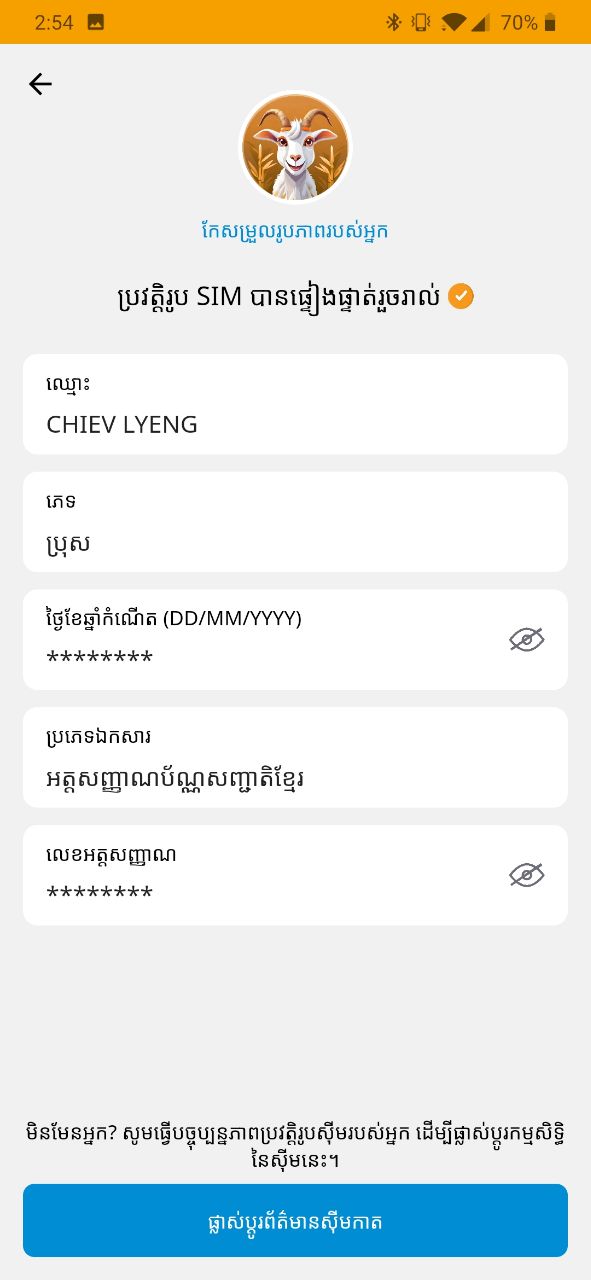 2:54
70%
កែសម្រួលរូបភាពរបស់អ្នក
ប្រវត្តិរូប SIM បានផ្ទៀងផ្ទាត់រួចរាល់
ឈ្មោះ
CHIEV LYENG
ភេទ
ប្រុស
ថ្ងៃខែឆ្នាំកំណើត (DD/MM/YYYY)
********
ប្រភេទឯកសារ
អត្តសញ្ញាណប័ណ្ណសញ្ជាតិខ្មែរ
លេខអត្តសញ្ញាណ
********
មិនមែនអ្នក? សូមធ្វើបច្ចុប្បន្នភាពប្រវត្តិរូបស៊ីមរបស់អ្នក ដើម្បីផ្លាស់ប្តូរកម្មសិទ្ធិ
នៃស៊ីមនេះ។
ផ្លាស់ប្តូរព័ត៌មានស៊ីមកាត